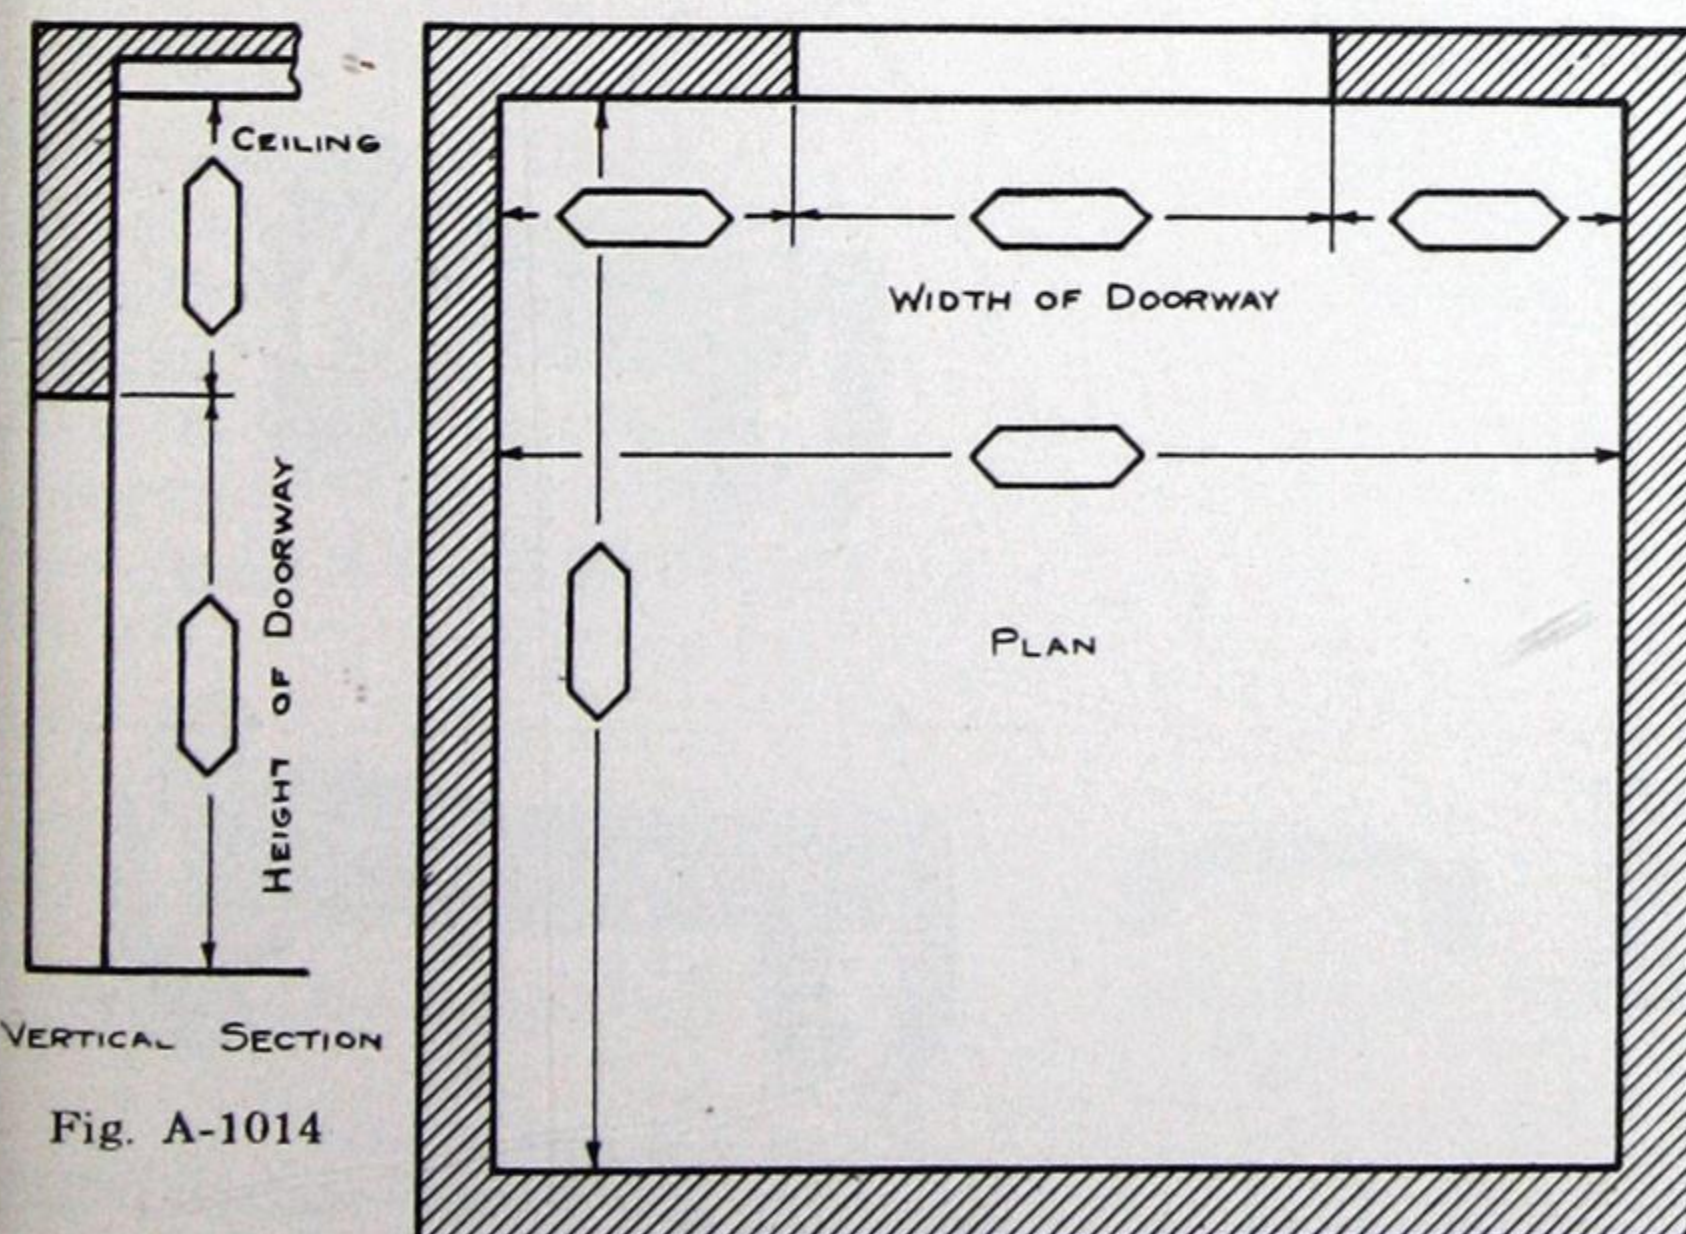 CEILING
HEIGHT OF DOORWAY
VERTICAL SECTION
Fig. A-1014
WIDTH OF DOORWAY
PLAN